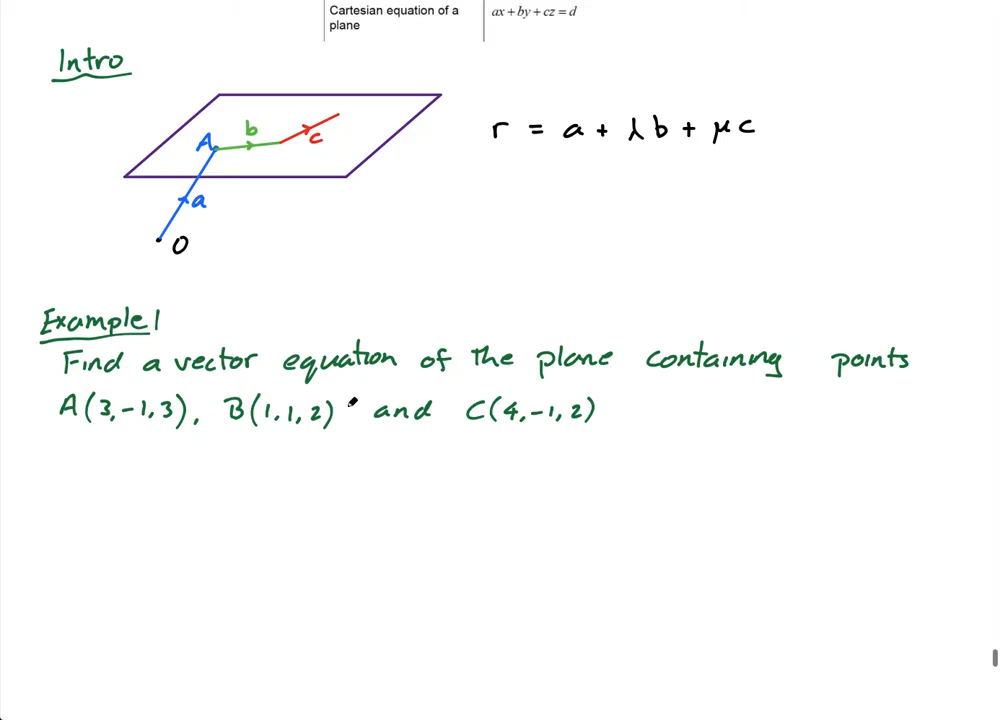 Cartesian equation of a plane
ax + by + cz = d
Intro
A
b
c
a
O
r = a + λb + μc
Example 1
Find a vector equation of the plane containing points
A(3,-1,3), B(1,1,2) and C(4,-1,2)